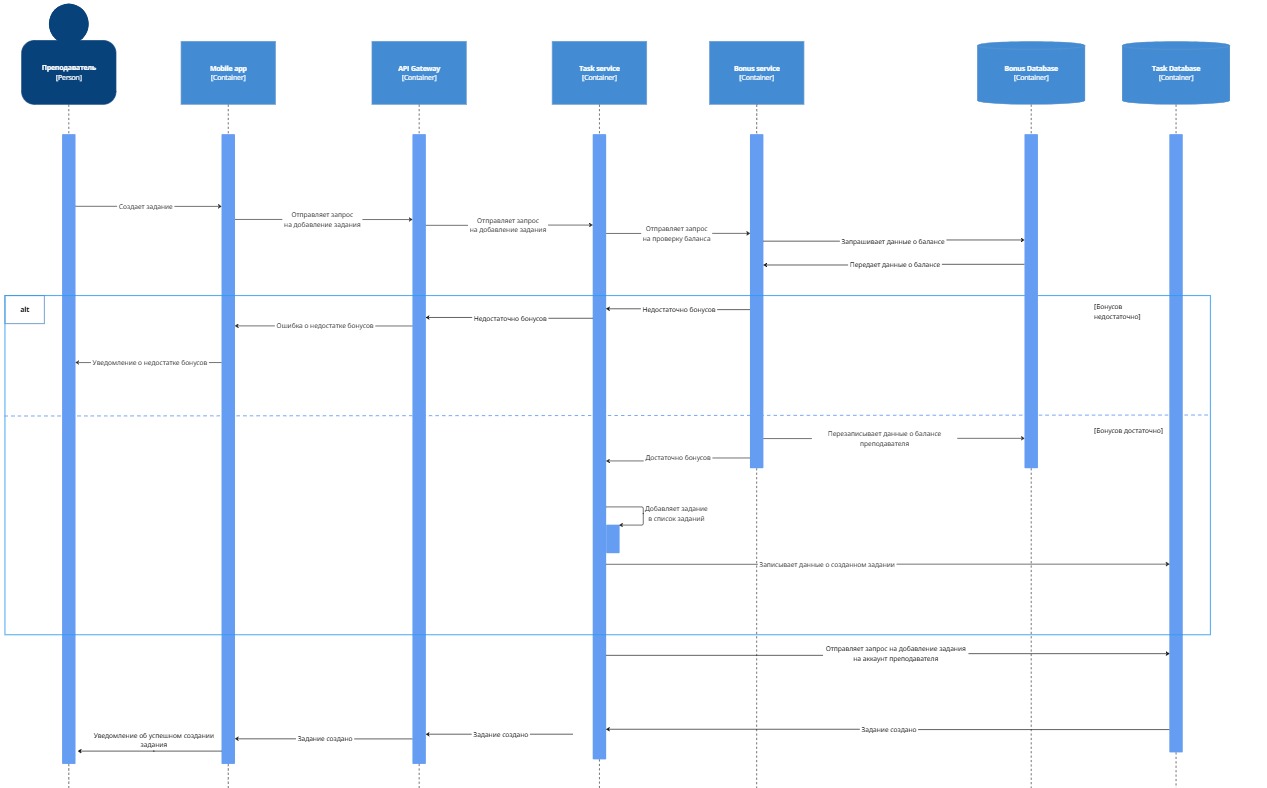 Преподаватель
[Person]
Mobile app
[Container]
API Gateway
[Container]
Task service
[Container]
Bonus service
[Container]
Bonus Database
[Container]
Task Database
[Container]
Создает задание
Отправляет запрос
на добавление задания
Отправляет запрос
на добавление задания
Отправляет запрос
на проверку баланса
Запрашивает данные о балансе
Передает данные о балансе
alt
[Бонусов
недостаточно]
Недостаточно бонусов
Недостаточно бонусов
Ошибка о недостатке бонусов
Уведомление о недостатке бонусов
[Бонусов достаточно]
Перезаписывает данные о балансе
преподавателя
Достаточно бонусов
Добавляет задание
в список заданий
Записывает данные о созданном задании
Отправляет запрос на добавление задания
на аккаунт преподавателя
Задание создано
Задание создано
Задание создано
Уведомление об успешном создании
задания